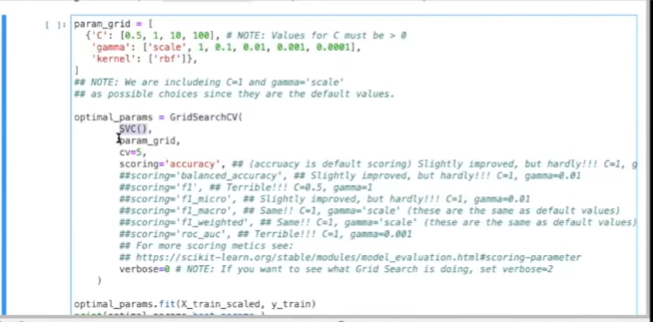 [ ]: param_grid = [
{'C': [0.5, 1, 10, 100], # NOTE: Values for C must be > 0
'gamma': ['scale', 1, 0.1, 0.01, 0.001, 0.0001],
'kernel': ['rbf']},
]
## NOTE: We are includeing C=1 and gamma='scale'
## as possible choices since they are the default values.
optimal_params = GridSearchCV(
SVC(),
param_grid,
cv=5,
scoring='accuracy', ## (accruacy is default scoring) Slightly improved, but hardly!!! C=1, g
##scoring='balanced_accuracy', ## Slightly improved, but hardly!!! C=1, gamma=0.01
##scoring='f1', ## Terrible!!! C=0.5, gamma=1
##scoring='f1_micro', ## Slightly improved, but hardly!!! C=1, gamma=0.01
##scoring='f1_macro', ## Same!! C=1, gamma='scale' (these are the same as default values)
##scoring='f1_weighted', ## Same!! C=1, gamma='scale' (these are the same as default values)
##scoring='roc_auc', ## Terrible!!! C=1, gamma=0.001
## For more scoring metics see:
## https://scikit-learn.org/stable/modules/model_evaluation.html#scoring-parameter
verbose=0 # NOTE: If you want to see what Grid Search is doing, set verbose=2
)
optimal_params.fit(X_train_scaled, y_train)